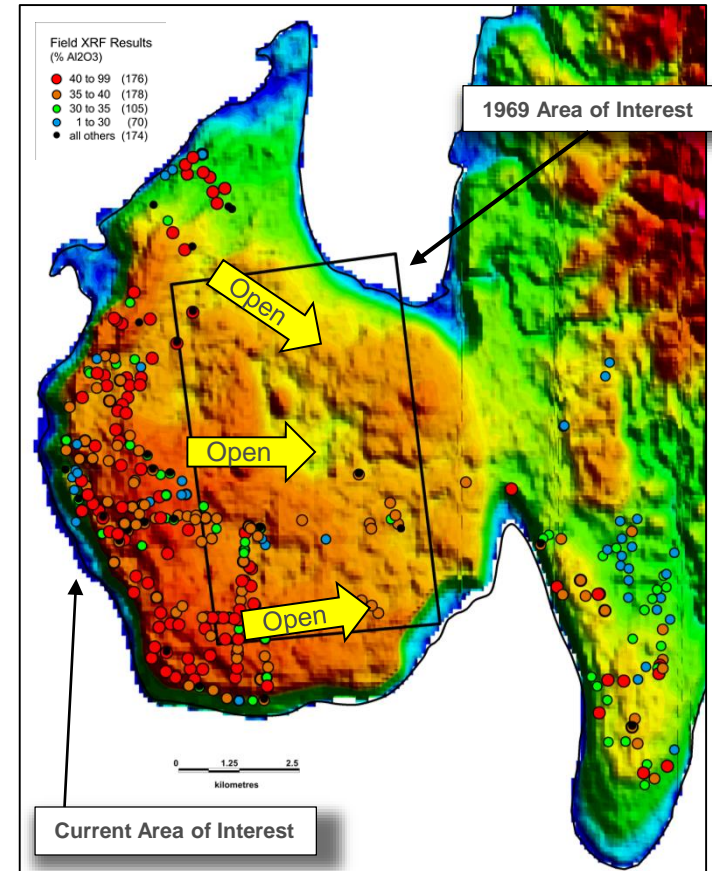 Field XRF Results
(% Al2O3)
40 to 99 (176)
35 to 40 (178)
30 to 35 (105)
1 to 30 (70)
all others (174)
1969 Area of Interest
Open
Open
Open
0 1.25 2.5
kilometres
Current Area of Interest